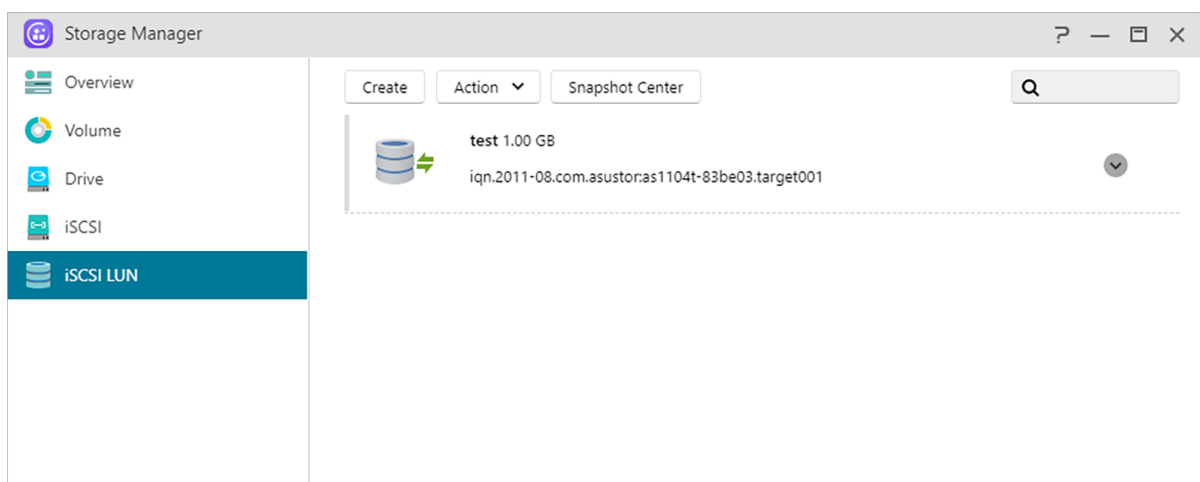 Storage Manager
Overview
Volume
Drive
iSCSI
iSCSI LUN
Create Action Snapshot Center
test 1.00 GB
iqn.2011-08.com.asustor:as1104t-83be03.target001